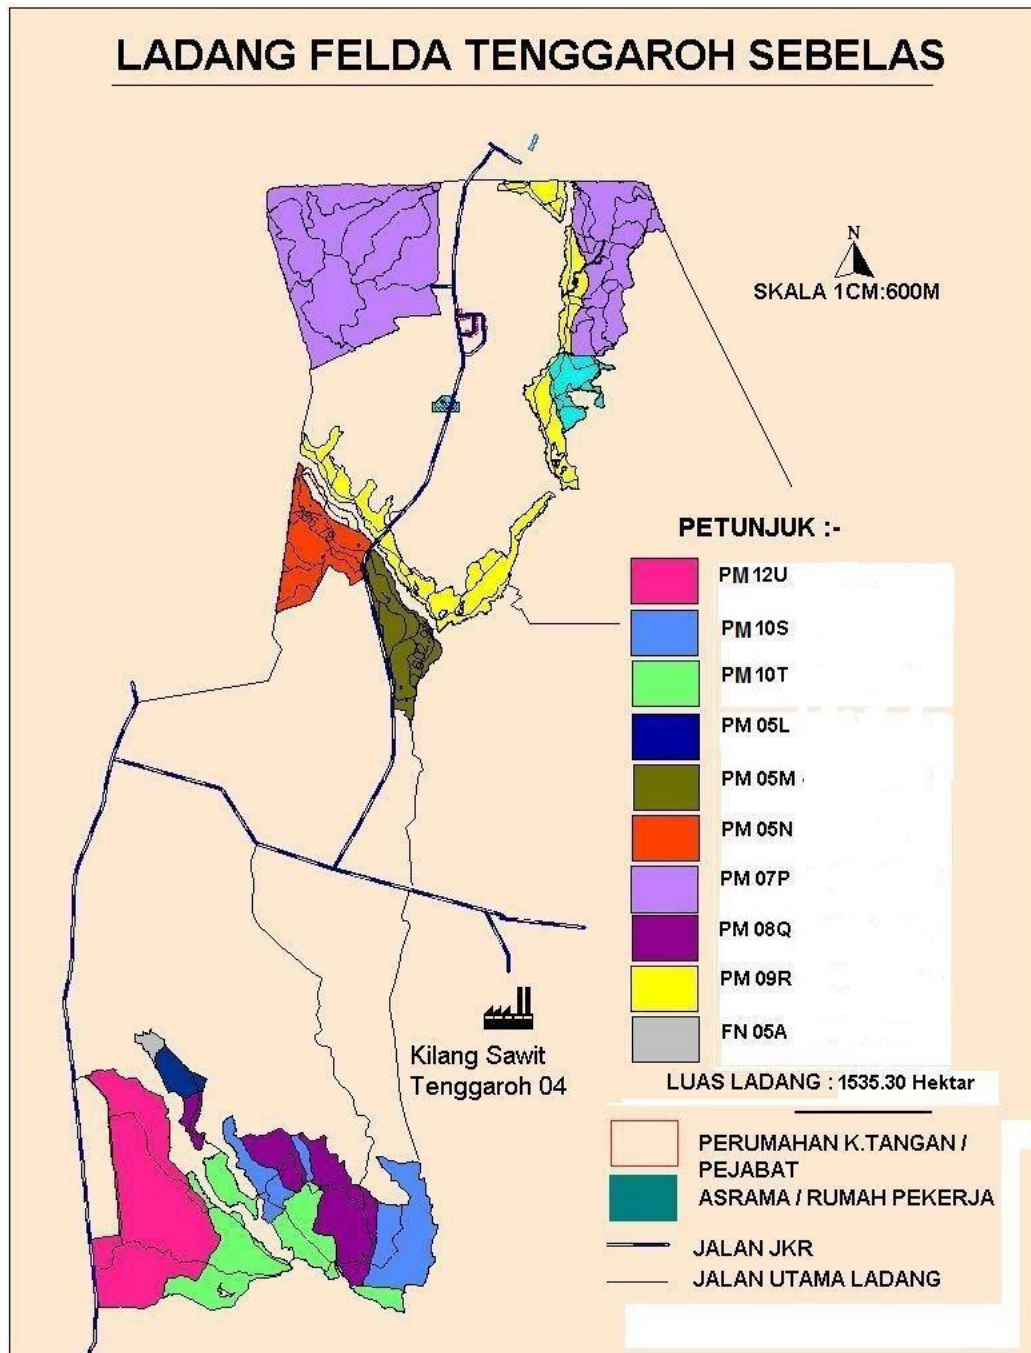 LADANG FELDA TENGGAROH SEBELAS
N
SKALA 1CM:600M
PETUNJUK :-
PM 12U
PM 10S
PM 10T
PM 05L
PM 05M
PM 05N
PM 07P
PM 08Q
PM 09R
FN 05A
Kilang Sawit
Tenggaroh 04
LUAS LADANG : 1535.30 Hektar
PERUMAHAN K.TANGAN /
PEJABAT
ASRAMA / RUMAH PEKERJA
JALAN JKR
JALAN UTAMA LADANG